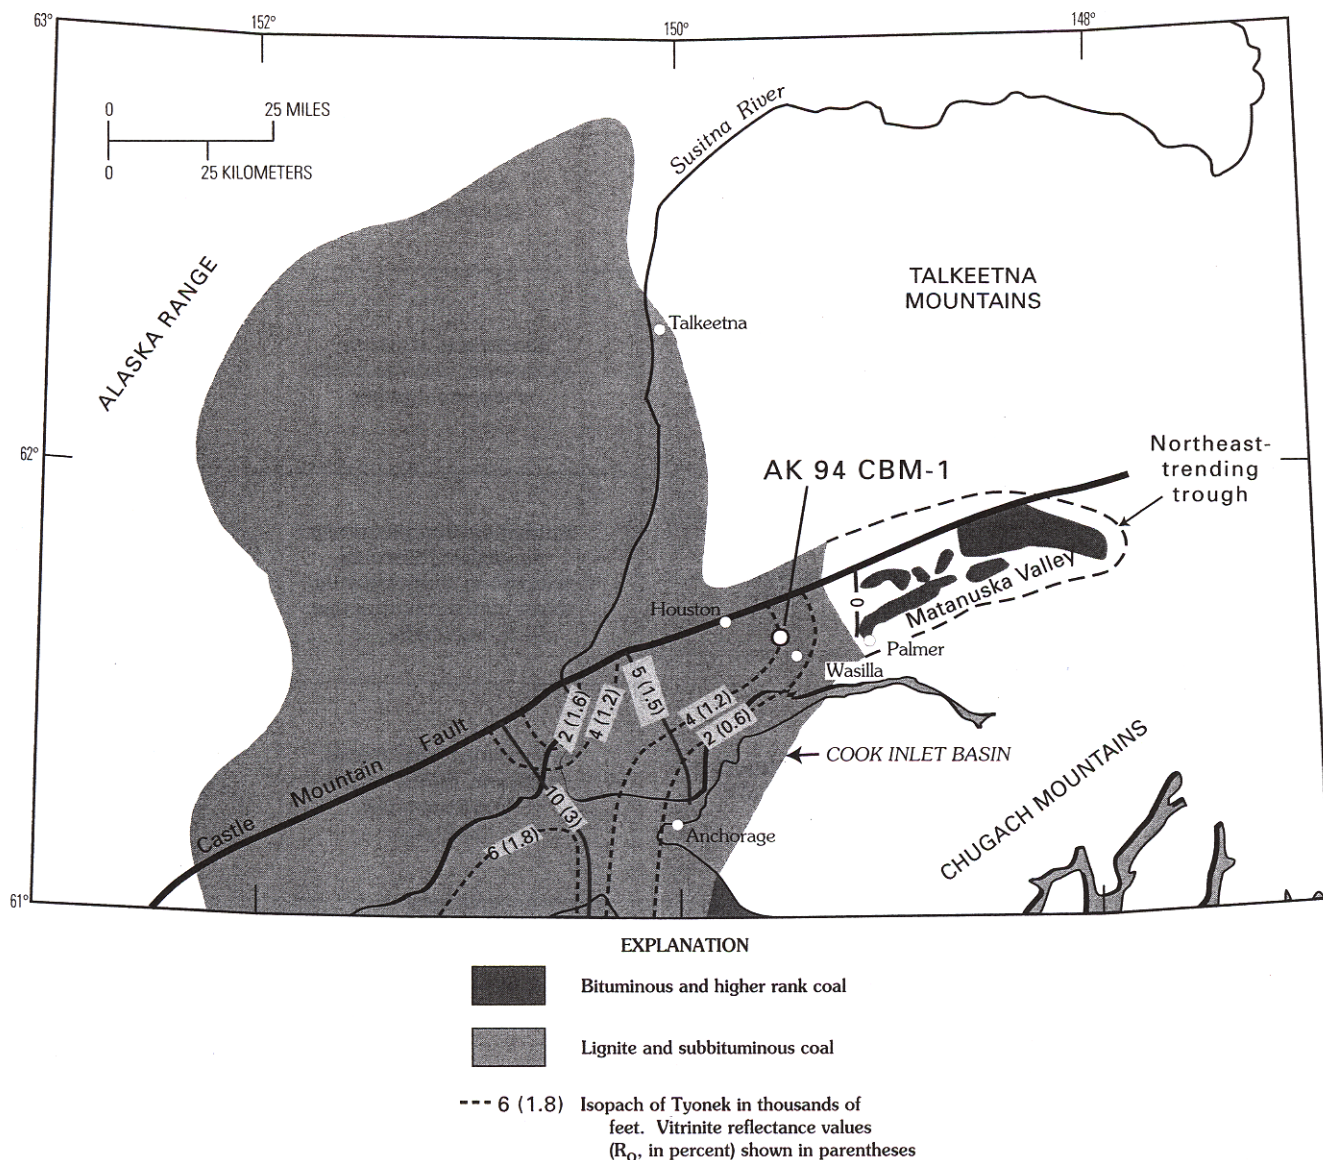 63°
152°
150°
148°
0
25 MILES
0
25 KILOMETERS
Susitna River
ALASKA RANGE
TALKEETNA
MOUNTAINS
Talkeetna
62°
Northeast-
trending
trough
AK 94 CBM-1
Matanuska Valley
0
Houston
Palmer
Wasilla
5 (1.5)
2 (1.6)
4 (1.2)
4 (1.2)
2 (0.6)
Castle Mountain Fault
COOK INLET BASIN
10 (3)
6 (1.8)
Anchorage
CHUGACH MOUNTAINS
61°
EXPLANATION
Bituminous and higher rank coal
Lignite and subbituminous coal
6 (1.8) Isopach of Tyonek in thousands of
feet. Vitrinite reflectance values
(Ro, in percent) shown in parentheses